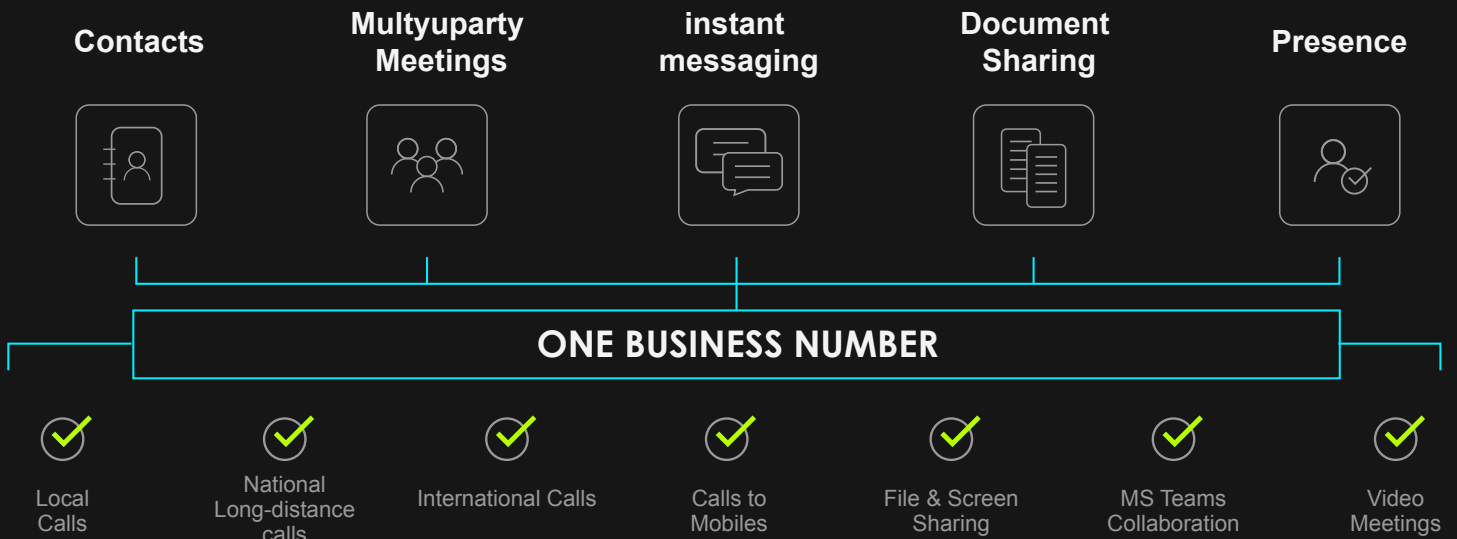 Contacts
Multyuparty
Meetings
instant
messaging
Document
Sharing
Presence
ONE BUSINESS NUMBER
Local
Calls
National
Long-distance
calls
International Calls
Calls to
Mobiles
File & Screen
Sharing
MS Teams
Collaboration
Video
Meetings